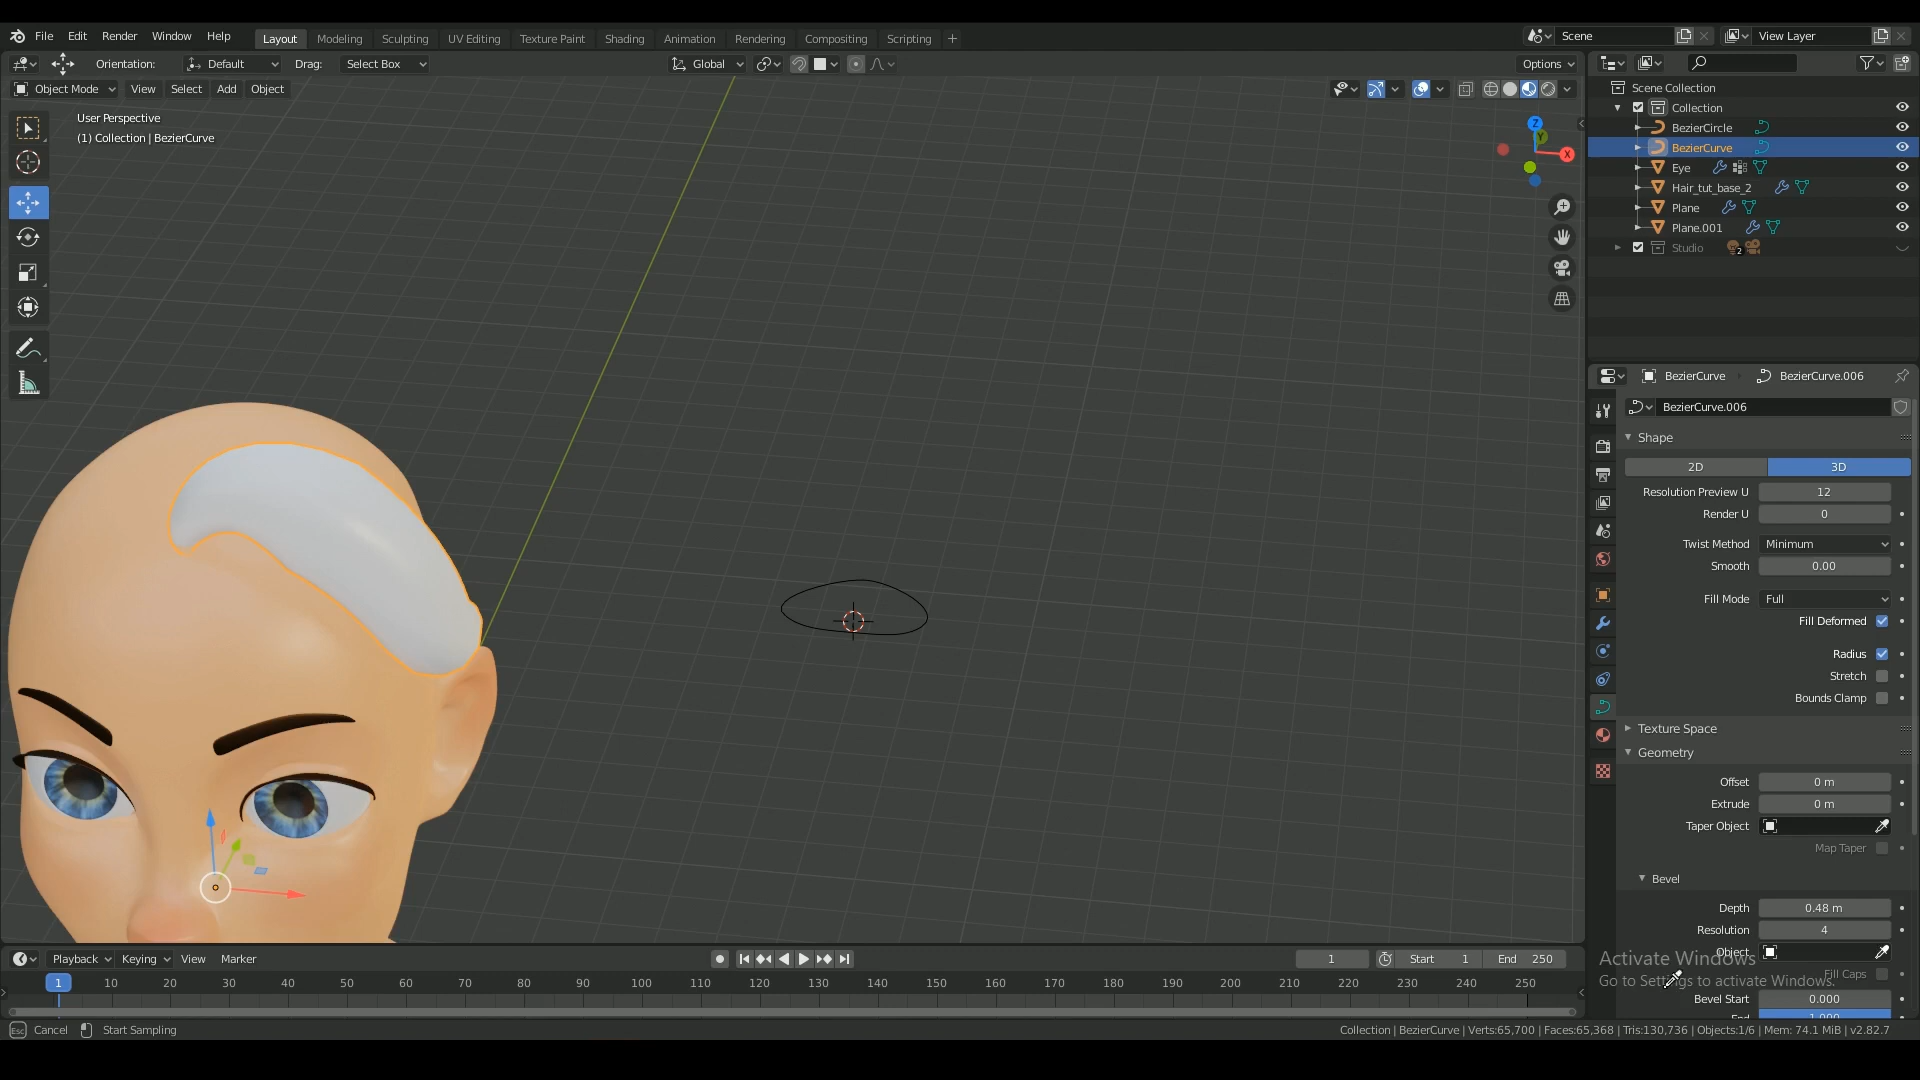 File Edit Render Window Help Layout Modeling Sculpting UV Editing Texture Paint Shading Animation Rendering Compositing Scripting Scene View Layer
Orientation: Default Drag: Select Box Global Options
Object Mode View Select Add Object
User Perspective
(1) Collection | BezierCurve
Z
Y
X
Scene Collection
Collection
BezierCircle
BezierCurve
Eye
Hair_tut_base_2
Plane
Plane.001
Studio 2
BezierCurve BezierCurve.006
BezierCurve.006
Shape
2D 3D
Resolution Preview U 12
Render U 0
Twist Method Minimum
Smooth 0.00
Fill Mode Full
Fill Deformed
Radius
Stretch
Bounds Clamp
Texture Space
Geometry
Offset 0 m
Extrude 0 m
Taper Object
Map Taper
Bevel
Depth 0.48 m
Resolution 4
Object
Fill Caps
Bevel Start 0.000
End 1.000
Activate Windows
Go to Settings to activate Windows.
Playback Keying View Marker 1 Start 1 End 250
1 10 20 30 40 50 60 70 80 90 100 110 120 130 140 150 160 170 180 190 200 210 220 230 240 250
Esc Cancel Start Sampling Collection | BezierCurve | Verts:65,700 | Faces:65,368 | Tris:130,736 | Objects:1/6 | Mem: 74.1 MiB | v2.82.7